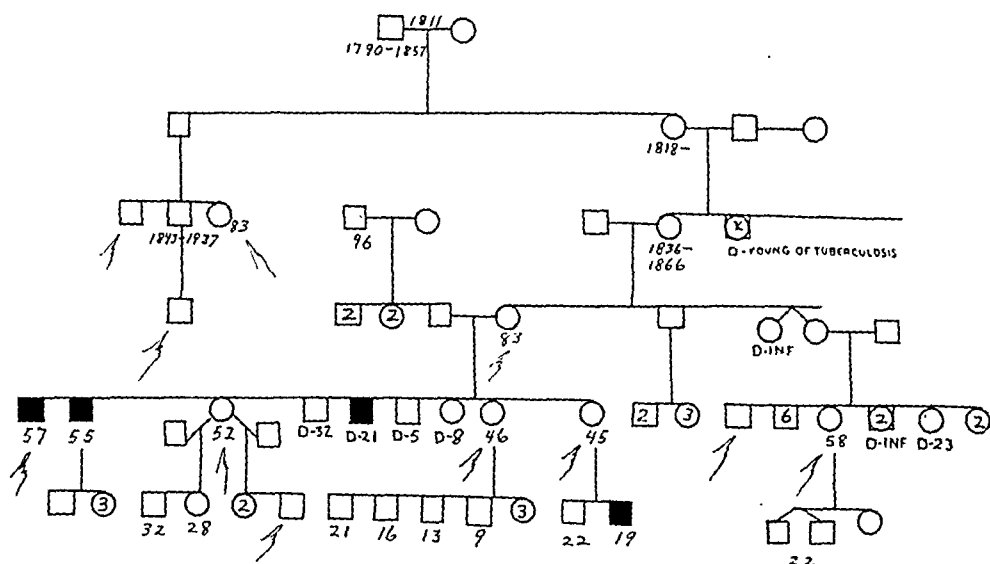 1811
1790-1857
1818-
83
1843-1937
96
1836-
1866
X
D-YOUNG OF TUBERCULOSIS
2 2
83
D-INF
57 55 52 D-32 D-21 D-5 D-8 46 45 2 3 6 58 2 D-INF D-23 2
3 32 28 2 21 16 13 9 3 22 19
22